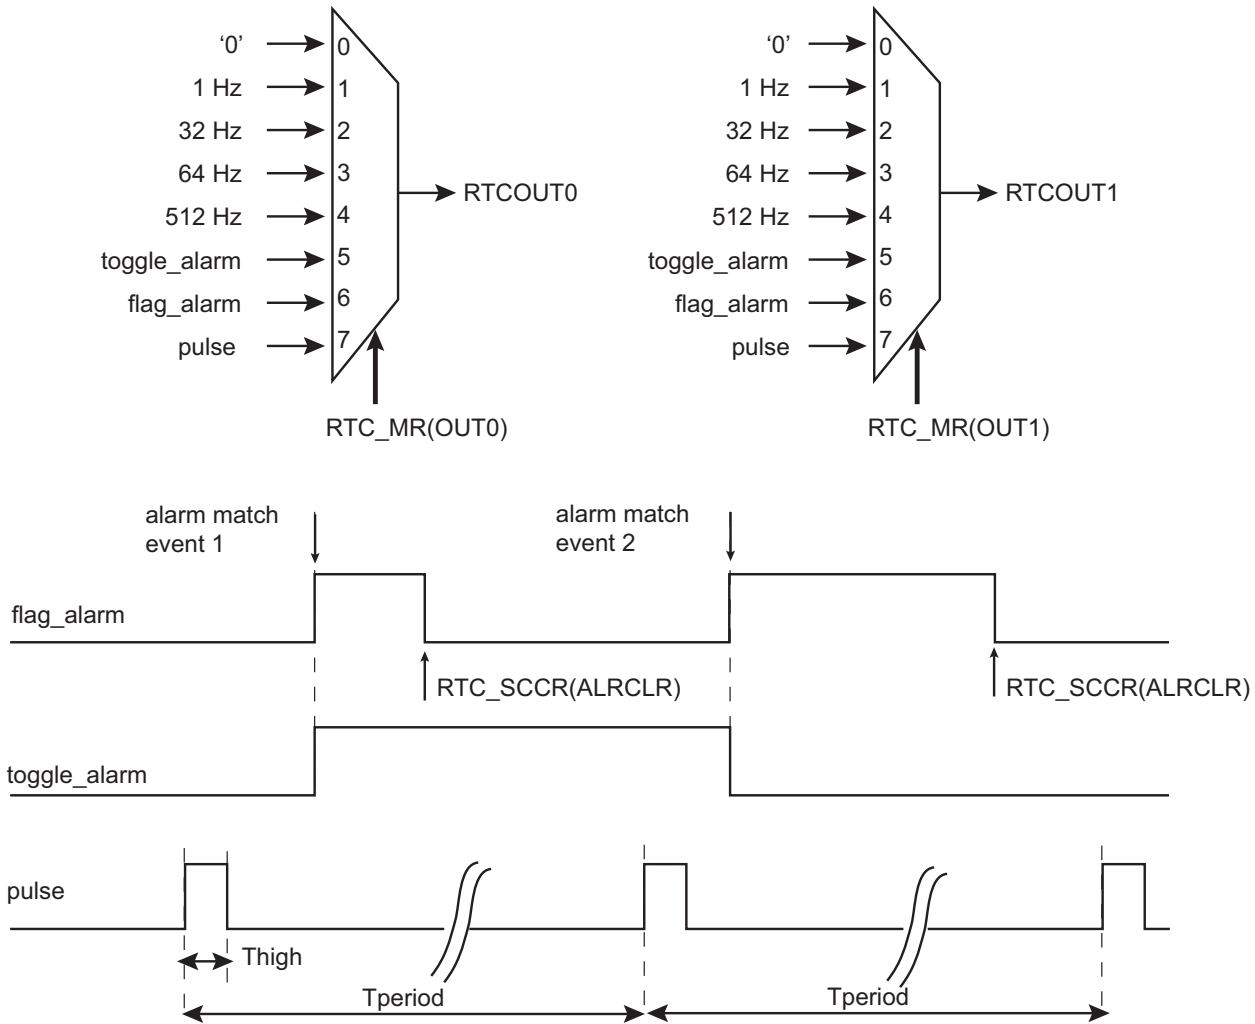 ‘0’ 0
1 Hz 1
32 Hz 2
64 Hz 3
512 Hz 4
toggle_alarm 5
flag_alarm 6
pulse 7
RTCOUT0
RTC_MR(OUT0)
‘0’ 0
1 Hz 1
32 Hz 2
64 Hz 3
512 Hz 4
toggle_alarm 5
flag_alarm 6
pulse 7
RTCOUT1
RTC_MR(OUT1)
alarm match
event 1
alarm match
event 2
flag_alarm
RTC_SCCR(ALRCLR)
RTC_SCCR(ALRCLR)
toggle_alarm
pulse
Thigh
Tperiod
Tperiod